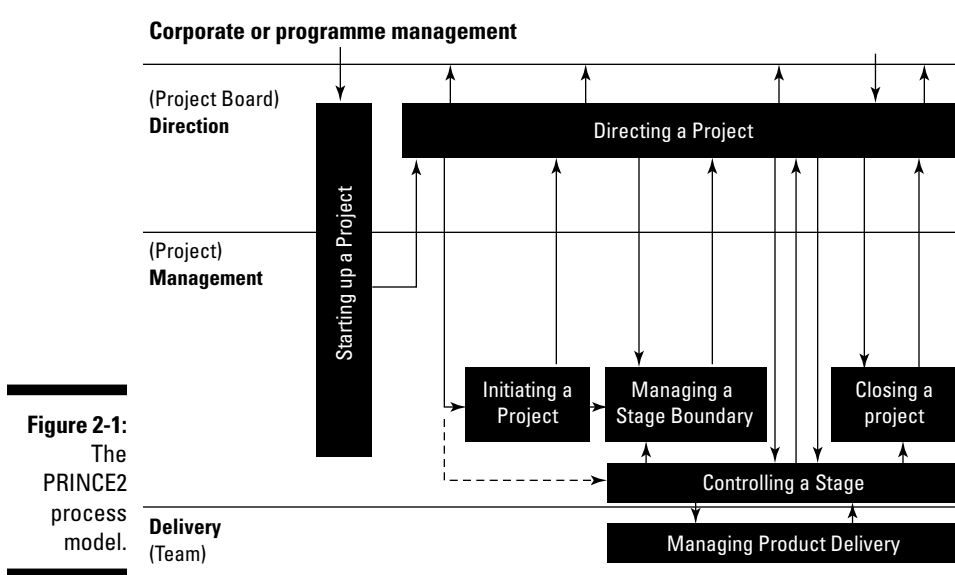 Corporate or programme management
(Project Board)
Direction
Directing a Project
Starting up a Project
(Project)
Management
Initiating a
Project
Managing a
Stage Boundary
Closing a
project
Controlling a Stage
Delivery
(Team)
Managing Product Delivery
Figure 2-1:
The
PRINCE2
process
model.